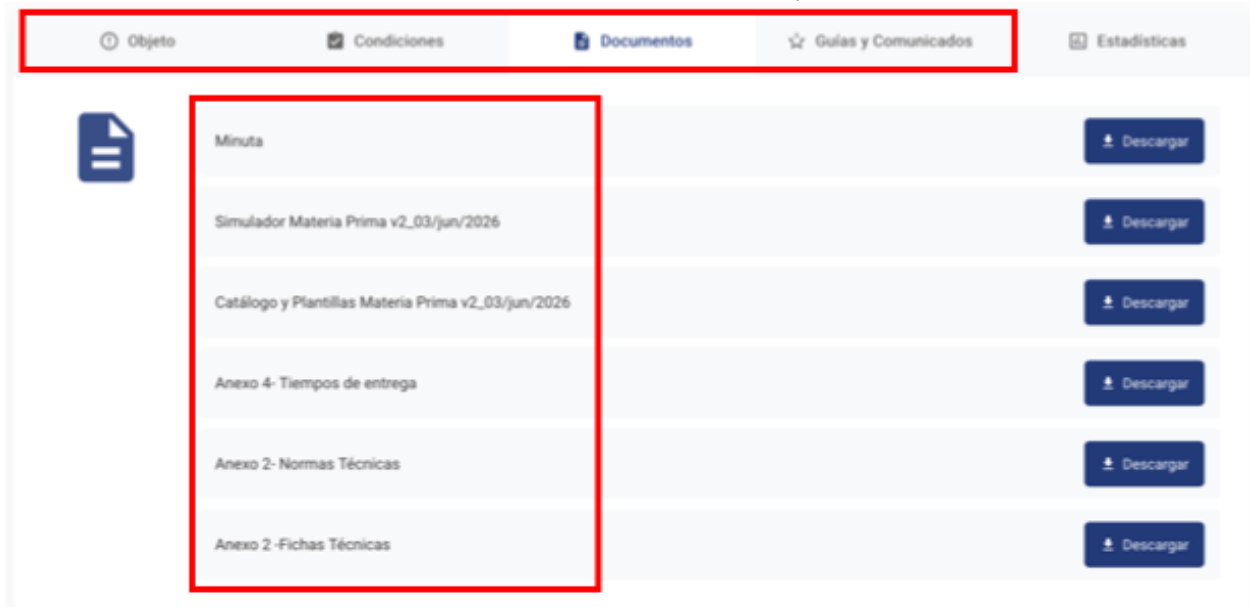 Objeto
Condiciones
Documentos
Guías y Comunicados
Estadísticas
Minuta
Descargar
Simulador Materia Prima v2_03/jun/2026
Descargar
Catálogo y Plantillas Materia Prima v2_03/jun/2026
Descargar
Anexo 4- Tiempos de entrega
Descargar
Anexo 2- Normas Técnicas
Descargar
Anexo 2 -Fichas Técnicas
Descargar